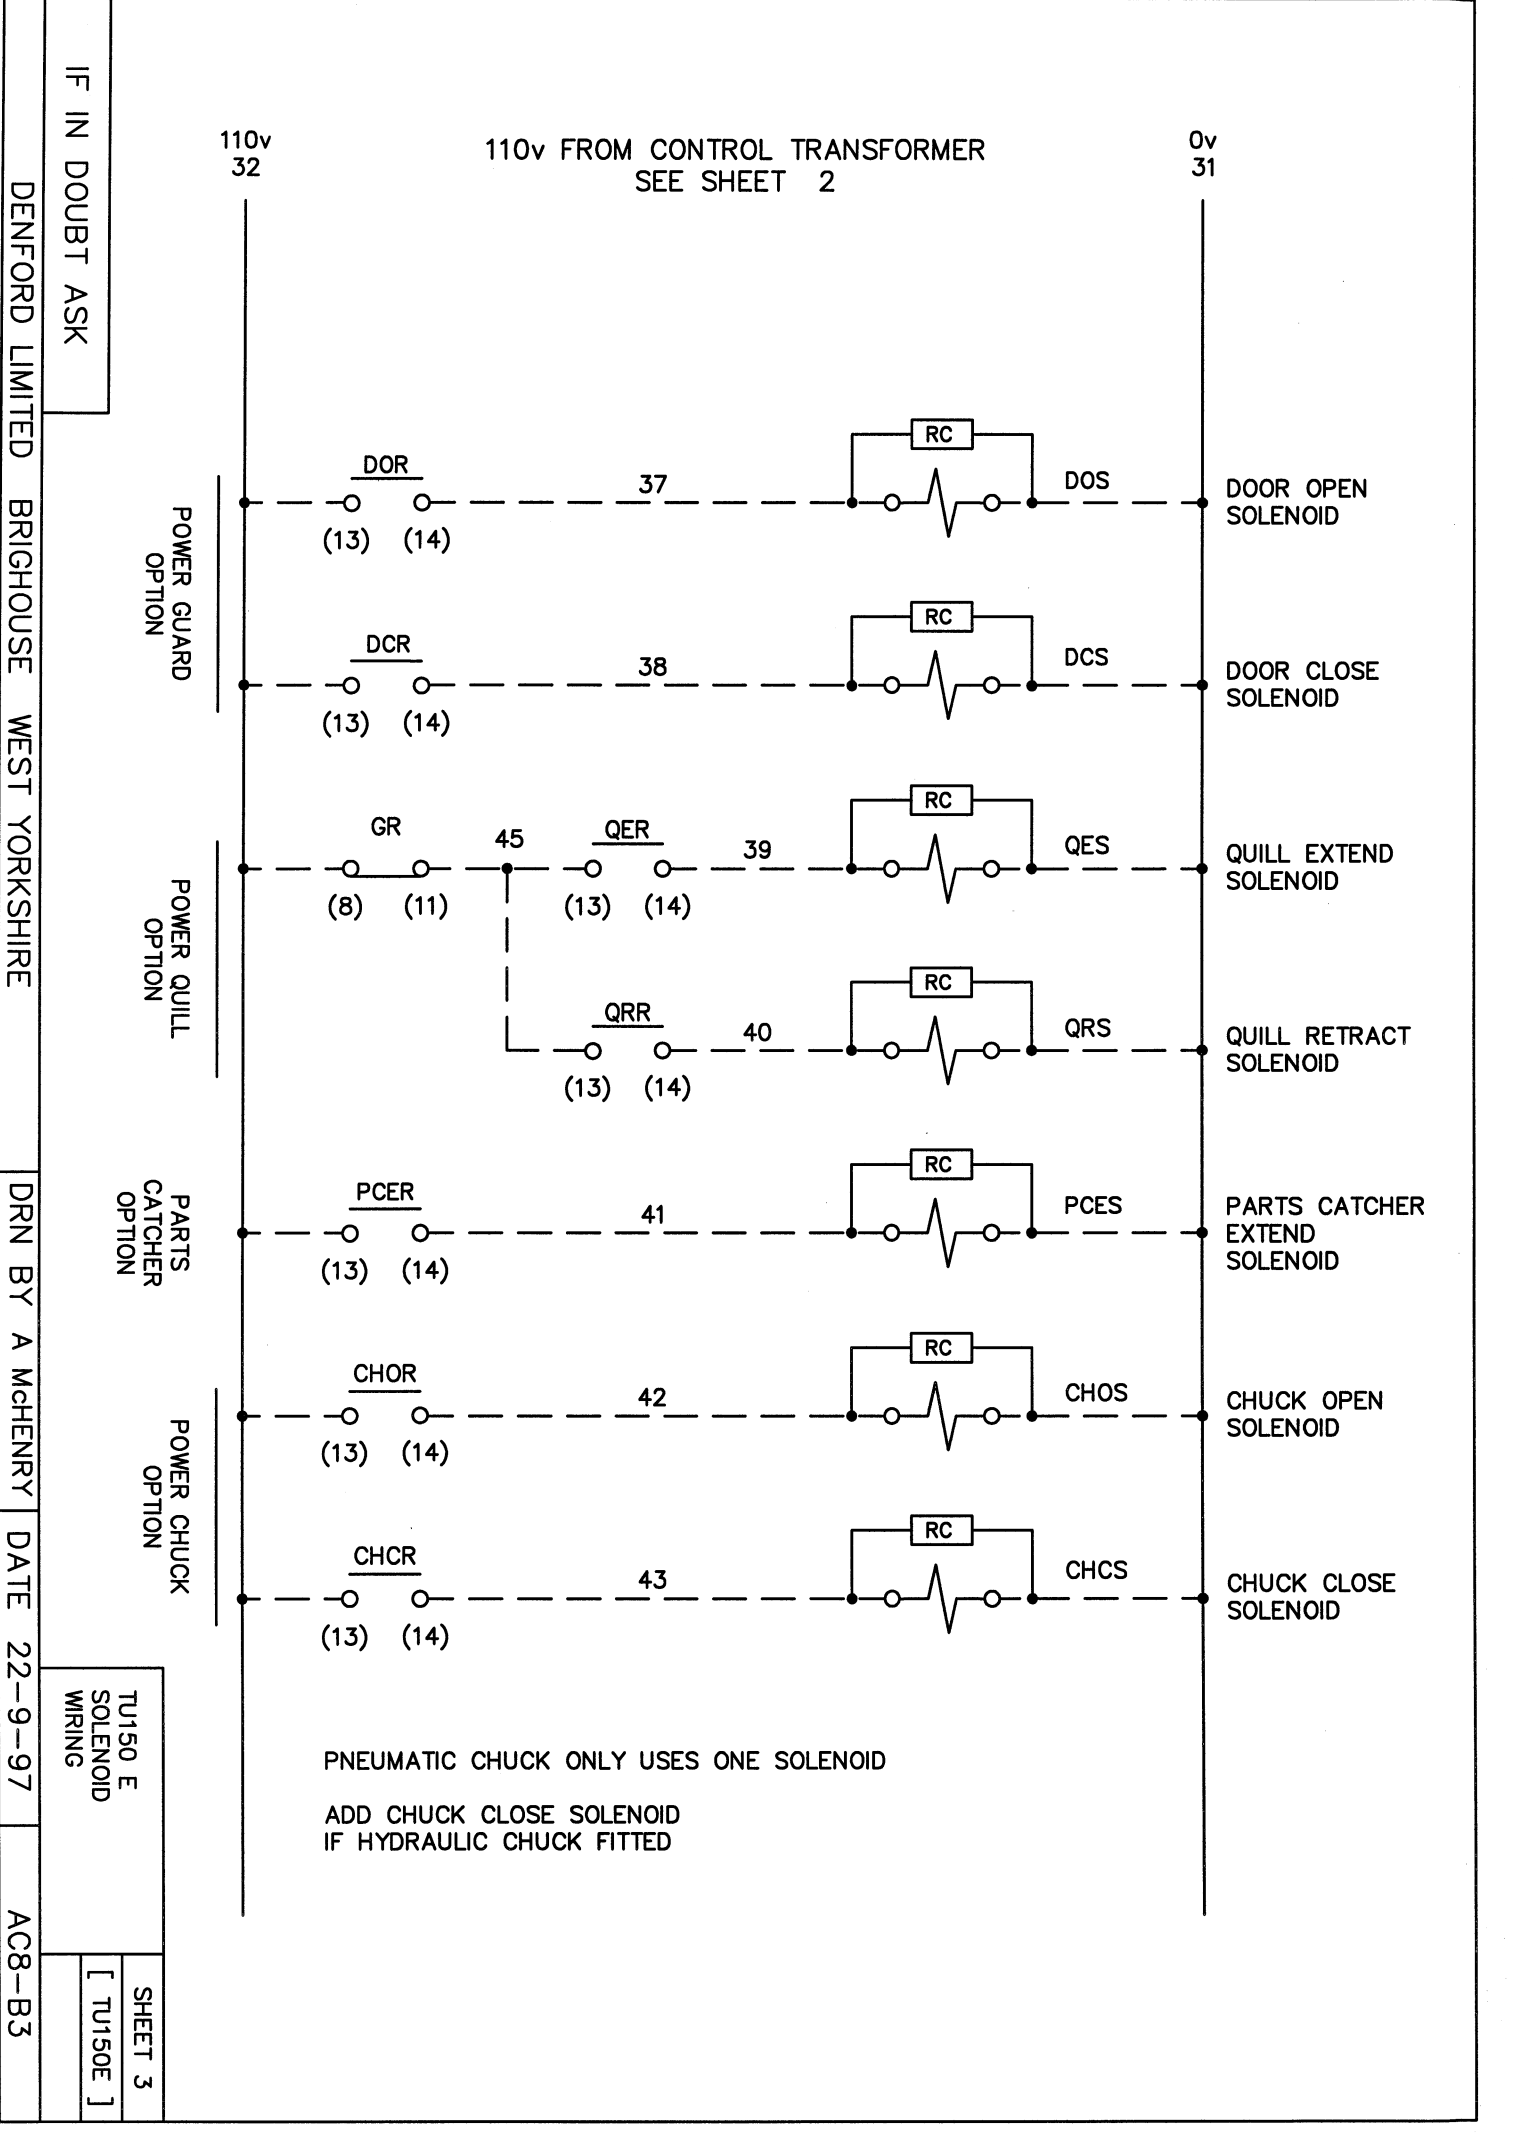 110v
32
110v FROM CONTROL TRANSFORMER
SEE SHEET 2
0v
31
RC
DOR
37
DOS
(13) (14)
DOOR OPEN
SOLENOID
RC
DCR
38
DCS
(13) (14)
DOOR CLOSE
SOLENOID
POWER GUARD
OPTION
RC
GR
45
QER
39
QES
(8) (11)
(13) (14)
QUILL EXTEND
SOLENOID
RC
QRR
40
QRS
(13) (14)
QUILL RETRACT
SOLENOID
POWER QUILL
OPTION
RC
PCER
41
PCES
(13) (14)
PARTS CATCHER
EXTEND
SOLENOID
PARTS
CATCHER
OPTION
RC
CHOR
42
CHOS
(13) (14)
CHUCK OPEN
SOLENOID
RC
CHCR
43
CHCS
(13) (14)
CHUCK CLOSE
SOLENOID
POWER CHUCK
OPTION
PNEUMATIC CHUCK ONLY USES ONE SOLENOID
ADD CHUCK CLOSE SOLENOID
IF HYDRAULIC CHUCK FITTED
IF IN DOUBT ASK
TU150 E
SOLENOID
WIRING
SHEET 3
[ TU150E ]
DENFORD LIMITED BRIGHOUSE WEST YORKSHIRE
DRN BY A McHENRY
DATE 22-9-97
AC8-B3